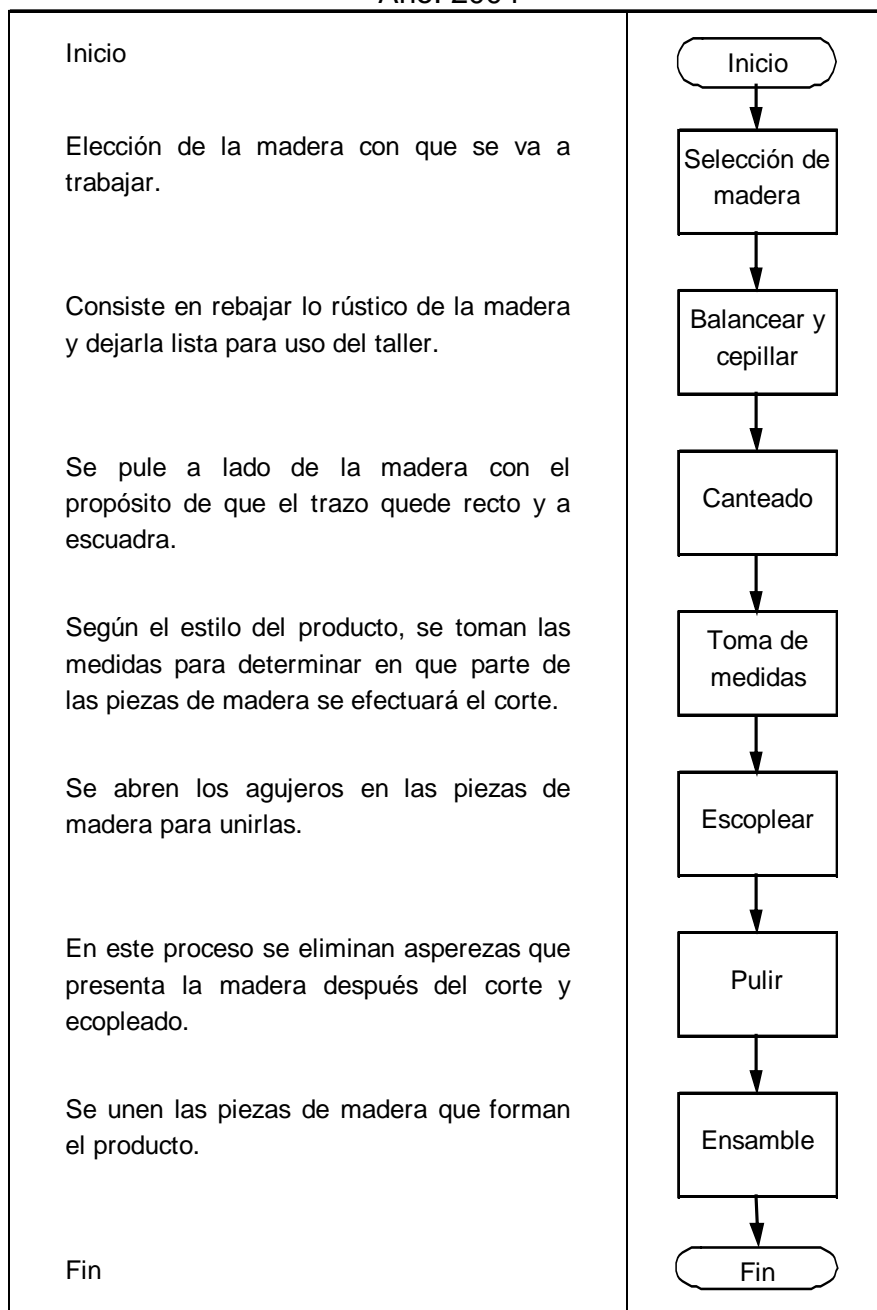 Inicio
Inicio
Elección de la madera con que se va a
trabajar.
Selección de
madera
Consiste en rebajar lo rústico de la madera
y dejarla lista para uso del taller.
Balancear y
cepillar
Se pule a lado de la madera con el
propósito de que el trazo quede recto y a
escuadra.
Canteado
Según el estilo del producto, se toman las
medidas para determinar en que parte de
las piezas de madera se efectuará el corte.
Toma de
medidas
Se abren los agujeros en las piezas de
madera para unirlas.
Escoplear
En este proceso se eliminan asperezas que
presenta la madera después del corte y
ecopleado.
Pulir
Se unen las piezas de madera que forman
el producto.
Ensamble
Fin
Fin